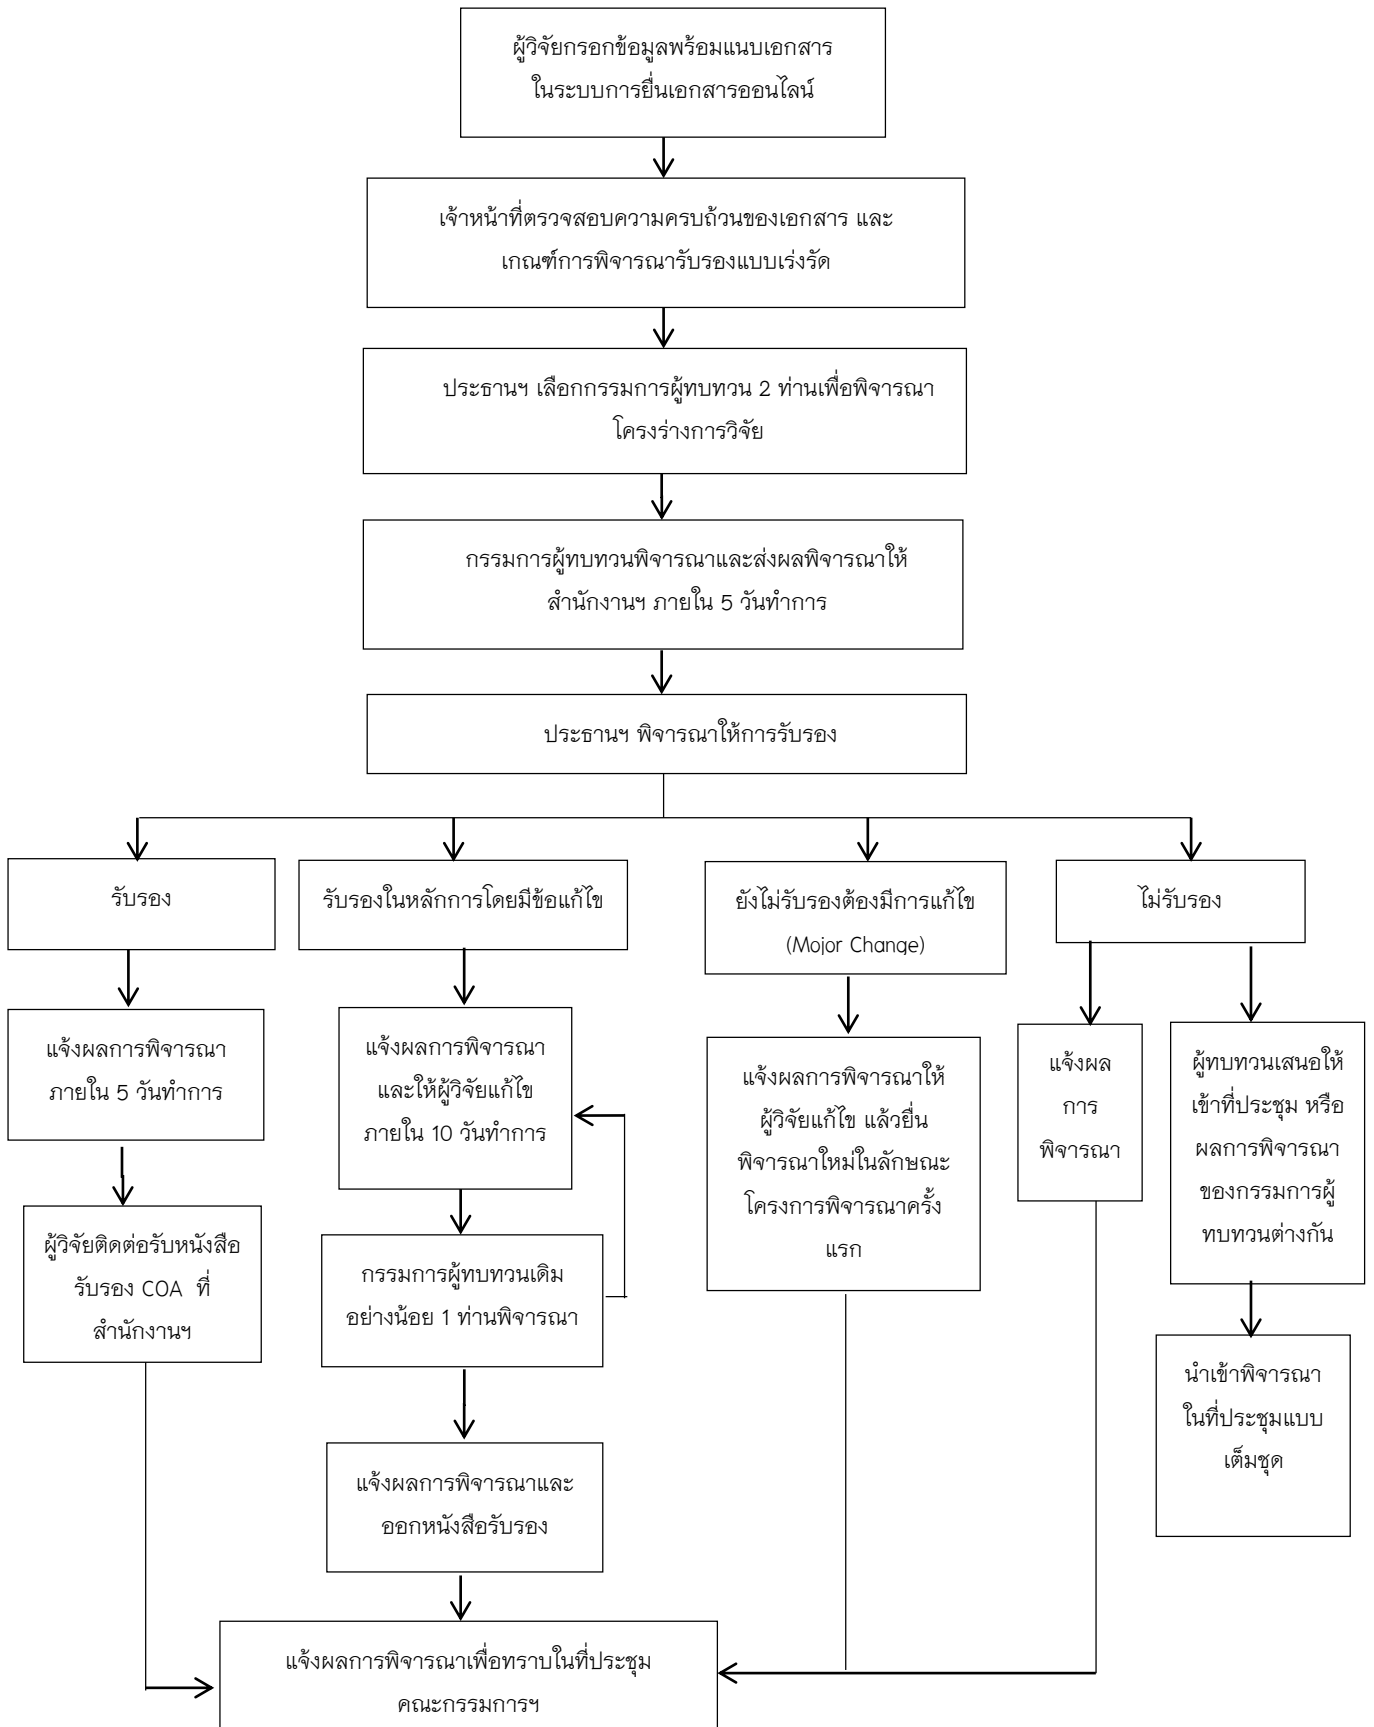 ผู้วิจัยกรอกข้อมูลพร้อมแนบเอกสาร
ในระบบการยื่นเอกสารออนไลน์
เจ้าหน้าที่ตรวจสอบความครบถ้วนของเอกสาร และ
เกณฑ์การพิจารณารับรองแบบเร่งรัด
ประธานฯ เลือกกรรมการผู้ทบทวน 2 ท่านเพื่อพิจารณา
โครงร่างการวิจัย
กรรมการผู้ทบทวนพิจารณาและส่งผลพิจารณาให้
สำนักงานฯ ภายใน 5 วันทำการ
ประธานฯ พิจารณาให้การรับรอง
รับรอง
แจ้งผลการพิจารณา
ภายใน 5 วันทำการ
ผู้วิจัยติดต่อรับหนังสือ
รับรอง COA ที่
สำนักงานฯ
รับรองในหลักการโดยมีข้อแก้ไข
แจ้งผลการพิจารณา
และให้ผู้วิจัยแก้ไข
ภายใน 10 วันทำการ
กรรมการผู้ทบทวนเดิม
อย่างน้อย 1 ท่านพิจารณา
แจ้งผลการพิจารณาและ
ออกหนังสือรับรอง
ยังไม่รับรองต้องมีการแก้ไข
(Mojor Change)
แจ้งผลการพิจารณาให้
ผู้วิจัยแก้ไข แล้วยื่น
พิจารณาใหม่ในลักษณะ
โครงการพิจารณาครั้ง
แรก
ไม่รับรอง
แจ้งผล
การ
พิจารณา
ผู้ทบทวนเสนอให้
เข้าที่ประชุม หรือ
ผลการพิจารณา
ของกรรมการผู้
ทบทวนต่างกัน
นำเข้าพิจารณา
ในที่ประชุมแบบ
เต็มชุด
แจ้งผลการพิจารณาเพื่อทราบในที่ประชุม
คณะกรรมการฯ